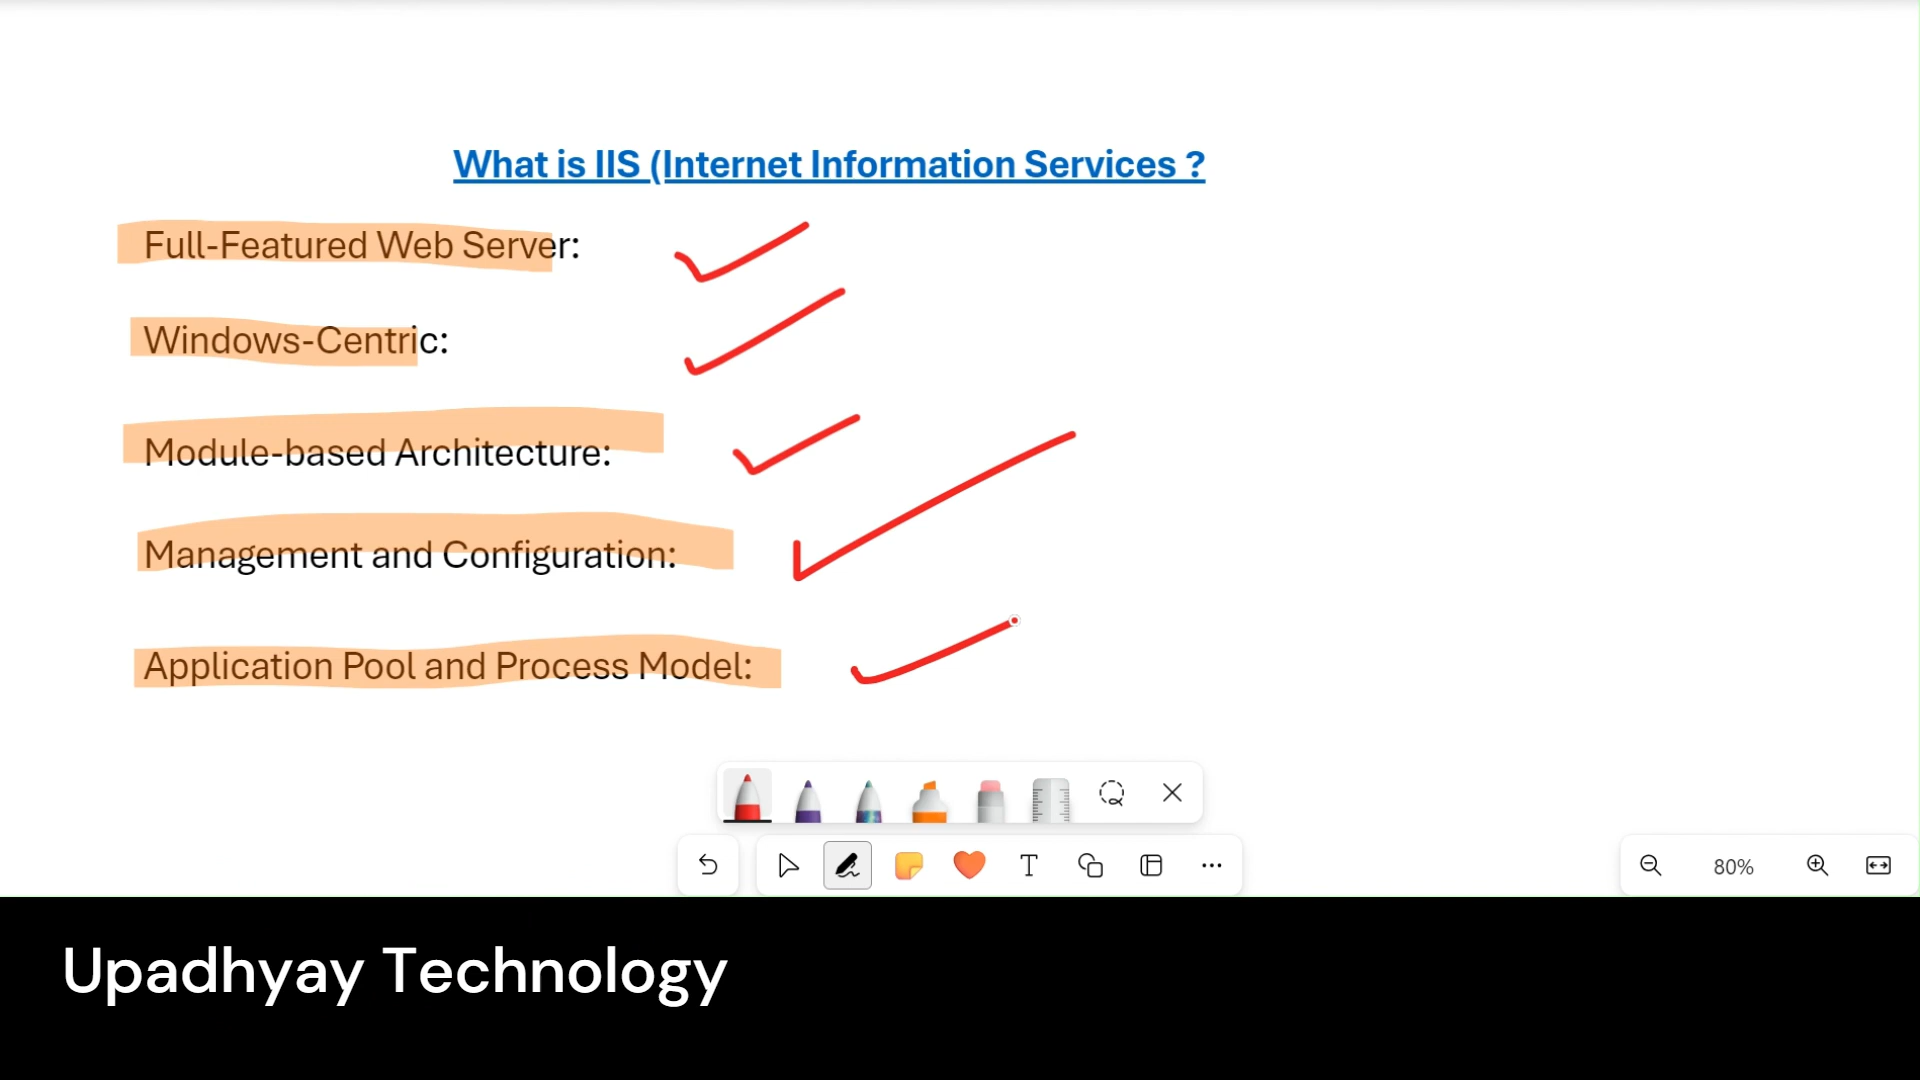 What is IIS (Internet Information Services ?
Full-Featured Web Server:
Windows-Centric:
Module-based Architecture:
Management and Configuration:
Application Pool and Process Model:
80%
Upadhyay Technology